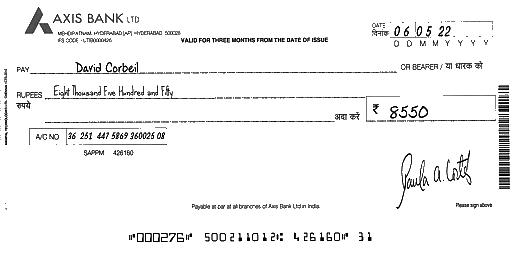 AXIS BANK LTD
MEHDIPATNAM, HYDERABAD [AP] HYDERABAD 500028
IFS CODE - UTIB0000426
VALID FOR THREE MONTHS FROM THE DATE OF ISSUE
DATE
दिनांक 06 05 22
D D M M Y Y Y Y
PAY David Corbeil OR BEARER / या धारक को
RUPEES Eight Thousand Five Hundred and Fifty
रुपये अदा करें ₹ 8550
A/C NO 36 251 447 5869 360025 08
SAPPM 426160
Paula A. Cortes
Payable at par at all branches of Axis Bank Ltd in India.
Please sign above
"000276" 500211012: 426160" 31